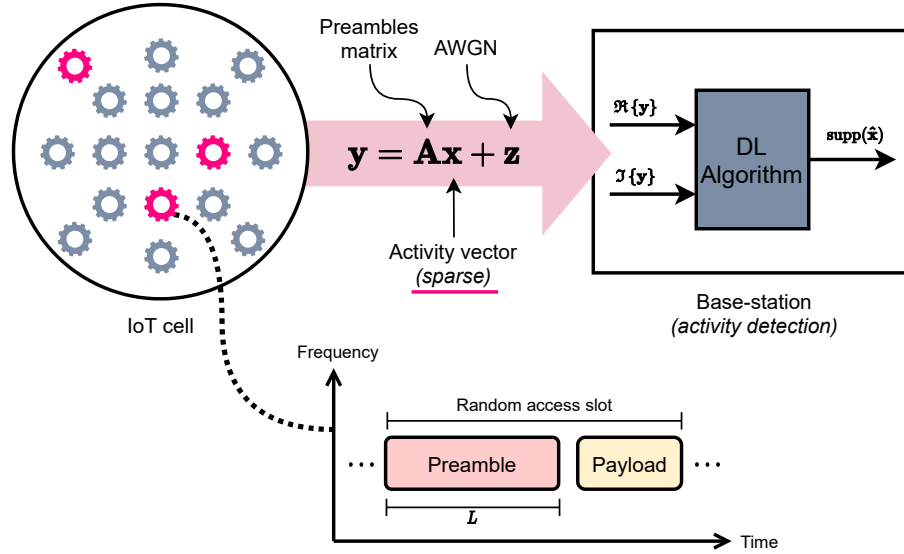 Preambles
matrix
AWGN
y = Ax + z
Activity vector
(sparse)
IoT cell
ℜ{y}
ℑ{y}
DL
Algorithm
supp(x̂)
Base-station
(activity detection)
Frequency
Random access slot
...
Preamble
Payload
...
L
Time